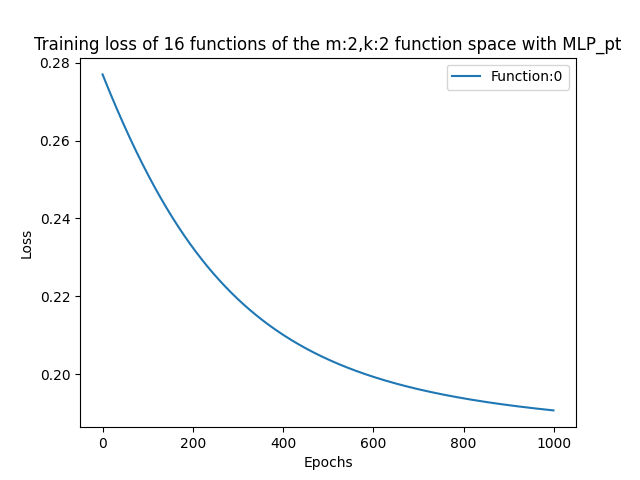 Training loss of 16 functions of the m:2,k:2 function space with MLP_pt
0.28
0.26
0.24
0.22
0.20
Loss
Function:0
0
200
400
600
800
1000
Epochs